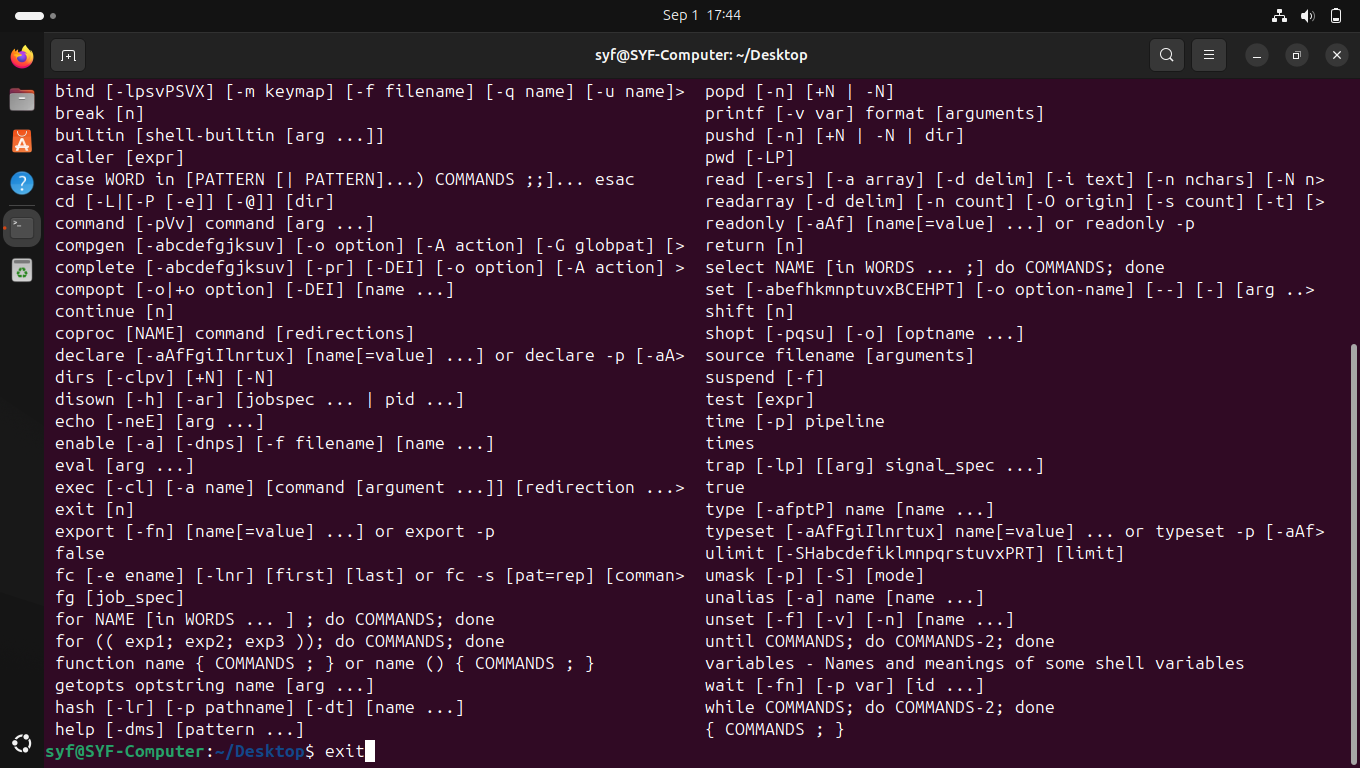 Sep 1 17:44
syf@SYF-Computer: ~/Desktop
bind [-lpsvPSVX] [-m keymap] [-f filename] [-q name] [-u name]>
break [n]
builtin [shell-builtin [arg ...]]
caller [expr]
case WORD in [PATTERN [| PATTERN]...) COMMANDS ;;]... esac
cd [-L|[-P [-e]] [-@]] [dir]
command [-pVv] command [arg ...]
compgen [-abcdefgjksuv] [-o option] [-A action] [-G globpat] [>
complete [-abcdefgjksuv] [-pr] [-DEI] [-o option] [-A action] >
compopt [-o|+o option] [-DEI] [name ...]
continue [n]
coproc [NAME] command [redirections]
declare [-aAfFgiIlnrtux] [name[=value] ...] or declare -p [-aA>
dirs [-clpv] [+N] [-N]
disown [-h] [-ar] [jobspec ... | pid ...]
echo [-neE] [arg ...]
enable [-a] [-dnps] [-f filename] [name ...]
eval [arg ...]
exec [-cl] [-a name] [command [argument ...]] [redirection ...>
exit [n]
export [-fn] [name[=value] ...] or export -p
false
fc [-e ename] [-lnr] [first] [last] or fc -s [pat=rep] [comman>
fg [job_spec]
for NAME [in WORDS ... ] ; do COMMANDS; done
for (( exp1; exp2; exp3 )); do COMMANDS; done
function name { COMMANDS ; } or name () { COMMANDS ; }
getopts optstring name [arg ...]
hash [-lr] [-p pathname] [-dt] [name ...]
help [-dms] [pattern ...]
popd [-n] [+N | -N]
printf [-v var] format [arguments]
pushd [-n] [+N | -N | dir]
pwd [-LP]
read [-ers] [-a array] [-d delim] [-i text] [-n nchars] [-N n>
readarray [-d delim] [-n count] [-O origin] [-s count] [-t] [>
readonly [-aAf] [name[=value] ...] or readonly -p
return [n]
select NAME [in WORDS ... ;] do COMMANDS; done
set [-abefhkmnptuvxBCEHPT] [-o option-name] [--] [-] [arg ..>
shift [n]
shopt [-pqsu] [-o] [optname ...]
source filename [arguments]
suspend [-f]
test [expr]
time [-p] pipeline
times
trap [-lp] [[arg] signal_spec ...]
true
type [-afptP] name [name ...]
typeset [-aAfFgiIlnrtux] name[=value] ... or typeset -p [-aAf>
ulimit [-SHabcdefiklmnpqrstuvxPRT] [limit]
umask [-p] [-S] [mode]
unalias [-a] name [name ...]
unset [-f] [-v] [-n] [name ...]
until COMMANDS; do COMMANDS-2; done
variables - Names and meanings of some shell variables
wait [-fn] [-p var] [id ...]
while COMMANDS; do COMMANDS-2; done
{ COMMANDS ; }
syf@SYF-Computer:~/Desktop$ exit